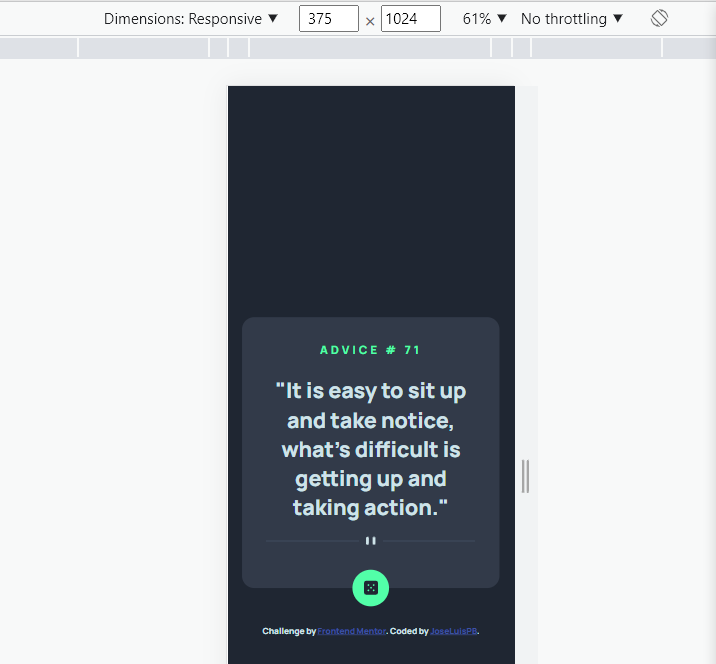 Dimensions: Responsive ▼ 375 × 1024 61% ▼ No throttling ▼
ADVICE # 71
"It is easy to sit up
and take notice,
what's difficult is
getting up and
taking action."
Challenge by Frontend Mentor. Coded by JoseLuisPB.